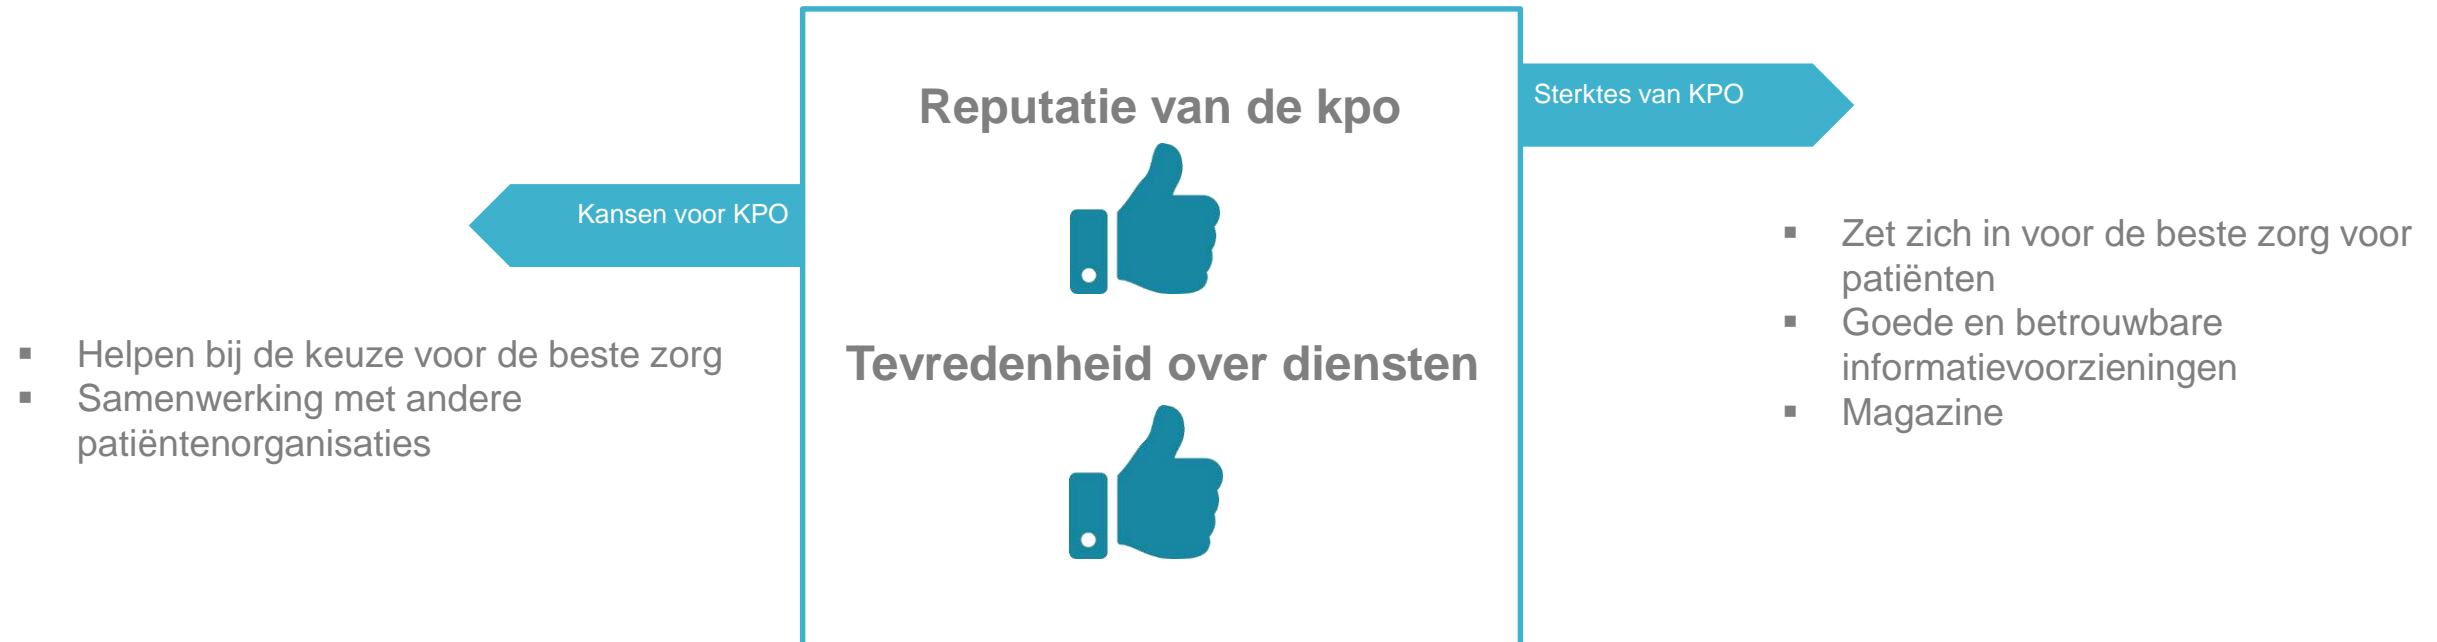 Reputatie van de kpo
Tevredenheid over diensten
Kansen voor KPO
▪ Helpen bij de keuze voor de beste zorg
▪ Samenwerking met andere
patiëntenorganisaties
Sterktes van KPO
▪ Zet zich in voor de beste zorg voor
patiënten
▪ Goede en betrouwbare
informatievoorzieningen
▪ Magazine